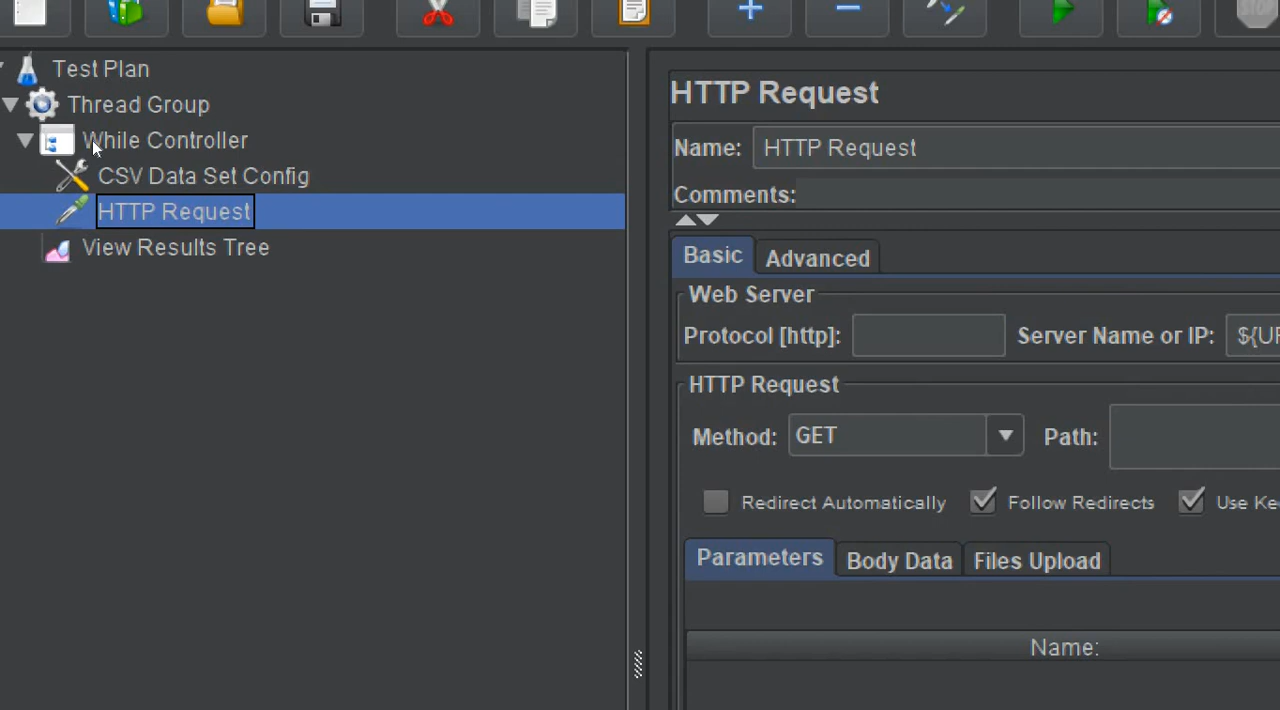 Test Plan
Thread Group
While Controller
CSV Data Set Config
HTTP Request
View Results Tree
HTTP Request
Name: HTTP Request
Comments:
Basic Advanced
Web Server
Protocol [http]: Server Name or IP: ${U
HTTP Request
Method: GET Path:
Redirect Automatically Follow Redirects Use Ke
Parameters Body Data Files Upload
Name: